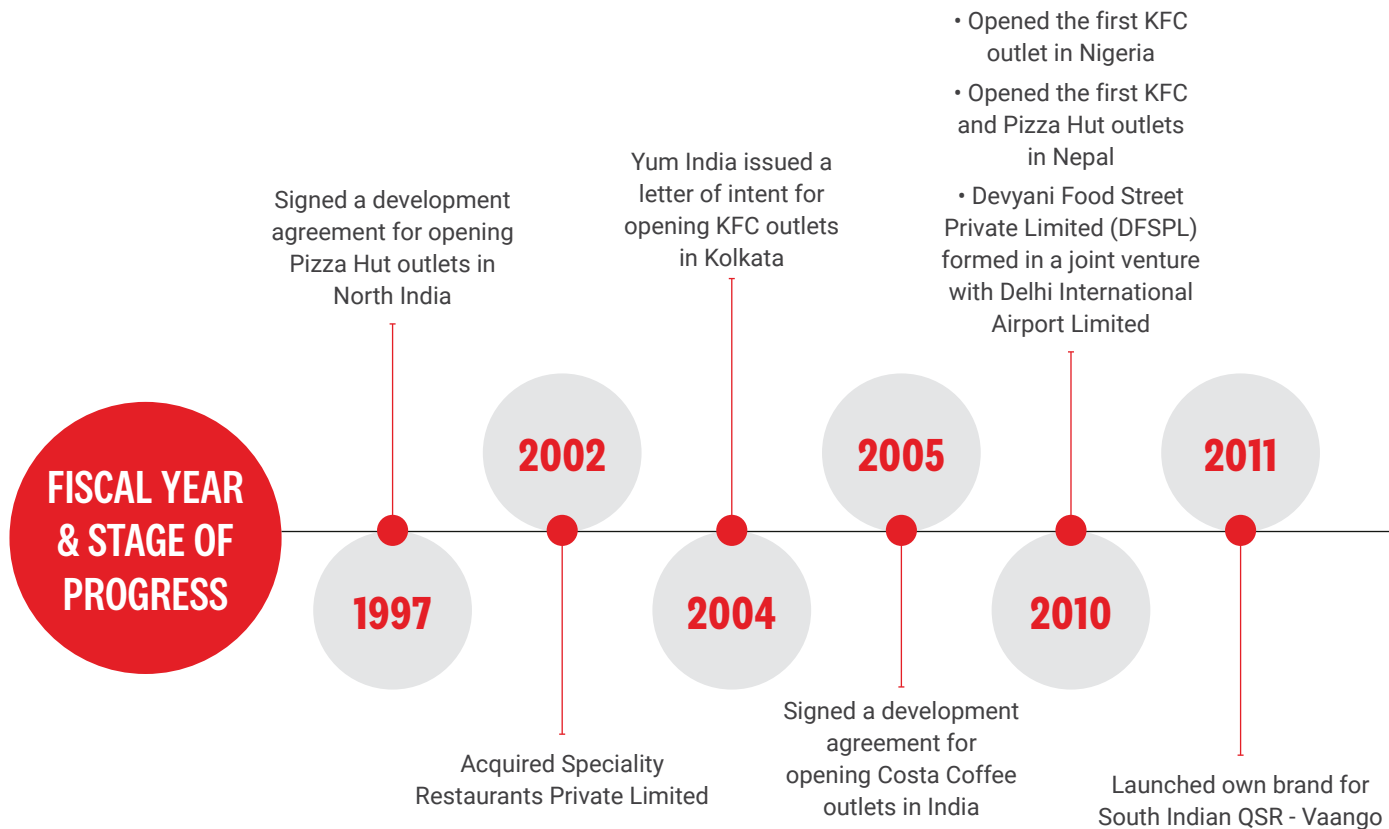 • Opened the first KFC
outlet in Nigeria
• Opened the first KFC
and Pizza Hut outlets
in Nepal
• Devyani Food Street
Private Limited (DFSPL)
formed in a joint venture
with Delhi International
Airport Limited
Yum India issued a
letter of intent for
opening KFC outlets
in Kolkata
Signed a development
agreement for opening
Pizza Hut outlets in
North India
FISCAL YEAR
& STAGE OF
PROGRESS
1997
2002
2004
2005
2010
2011
Acquired Speciality
Restaurants Private Limited
Signed a development
agreement for
opening Costa Coffee
outlets in India
Launched own brand for
South Indian QSR - Vaango